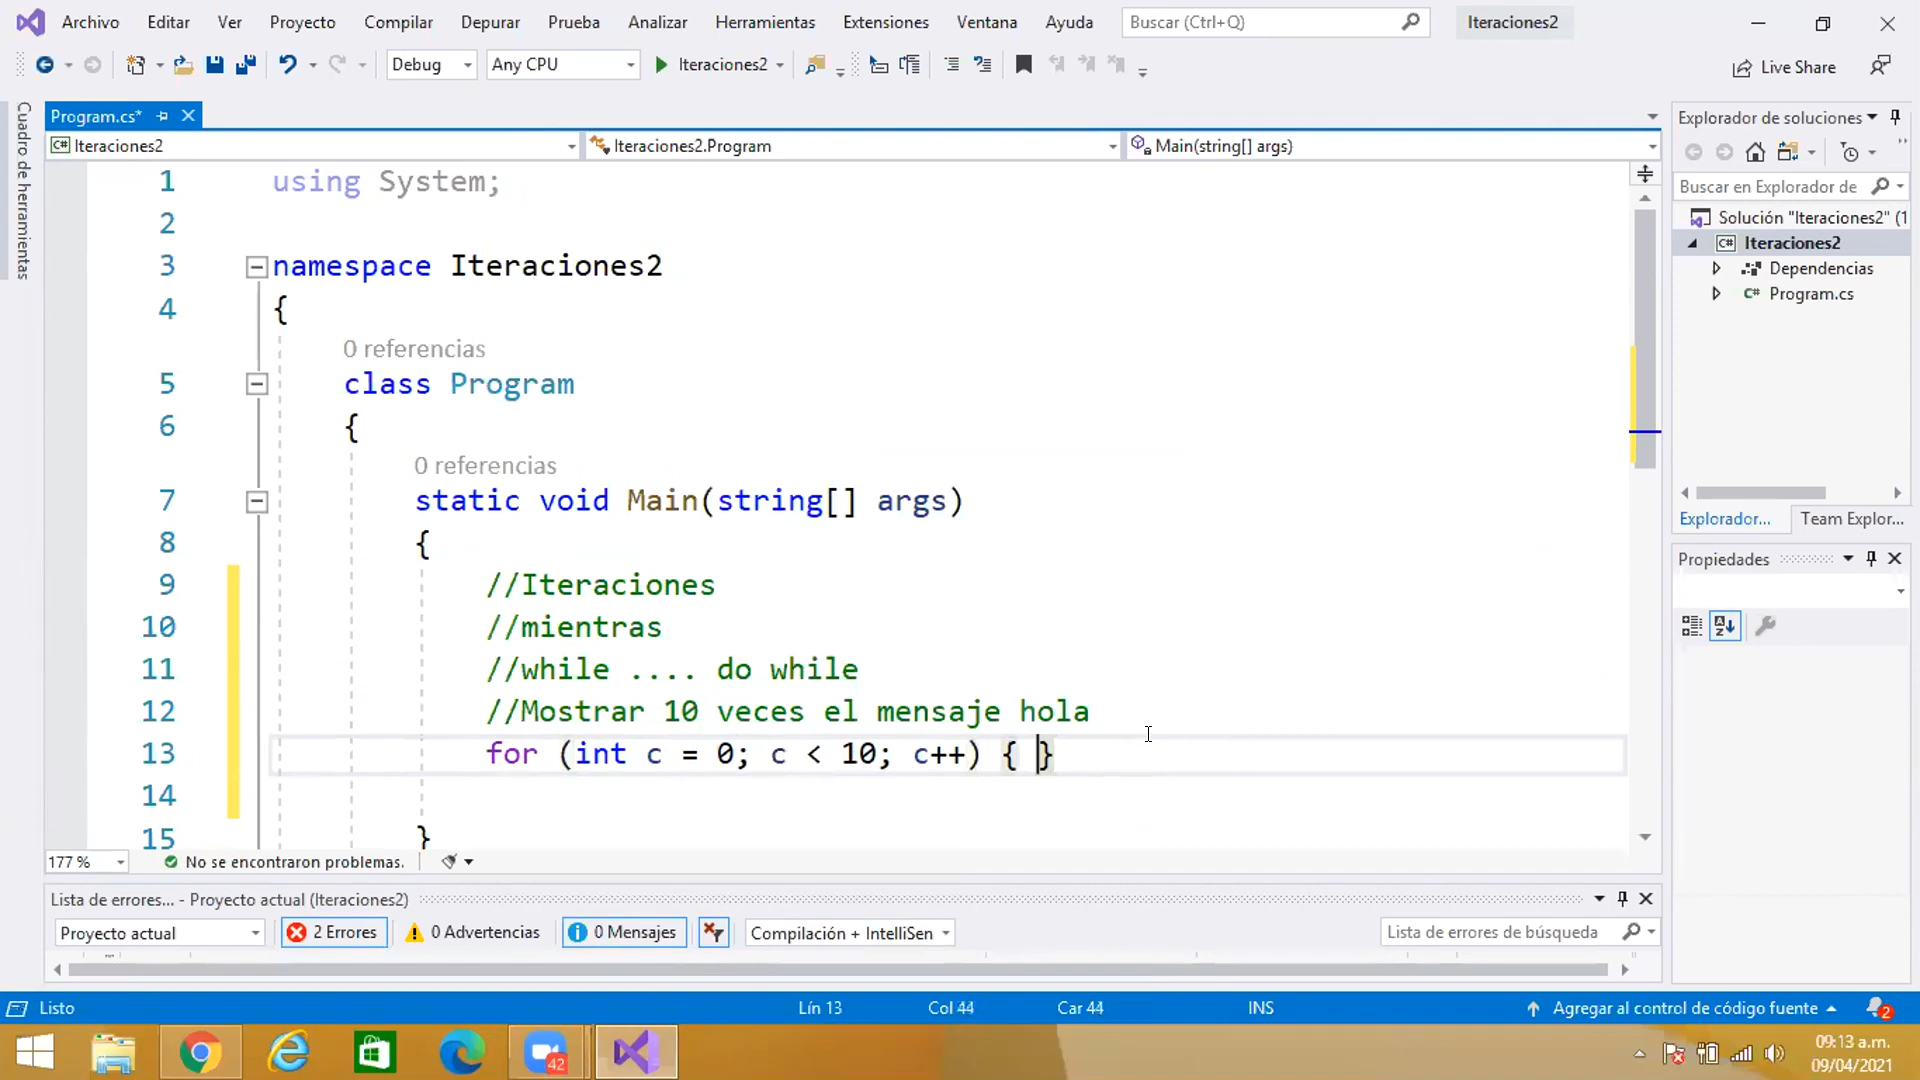 Archivo Editar Ver Proyecto Compilar Depurar Prueba Analizar Herramientas Extensiones Ventana Ayuda Buscar (Ctrl+Q) Iteraciones2
Debug Any CPU Iteraciones2 Live Share
Cuadro de herramientas
Program.cs*
Iteraciones2 Iteraciones2.Program Main(string[] args)
1 using System;
2
3 namespace Iteraciones2
4 {
0 referencias
5 class Program
6 {
0 referencias
7 static void Main(string[] args)
8 {
9 //Iteraciones
10 //mientras
11 //while .... do while
12 //Mostrar 10 veces el mensaje hola
13 for (int c = 0; c < 10; c++) { }
14
15 }
177 % No se encontraron problemas.
Explorador de soluciones
Buscar en Explorador de
Solución "Iteraciones2" (1
Iteraciones2
Dependencias
Program.cs
Explorador... Team Explor...
Propiedades
Lista de errores... - Proyecto actual (Iteraciones2)
Proyecto actual 2 Errores 0 Advertencias 0 Mensajes Compilación + IntelliSen Lista de errores de búsqueda
Listo Lín 13 Col 44 Car 44 INS Agregar al control de código fuente 2
42
09:13 a.m.
09/04/2021